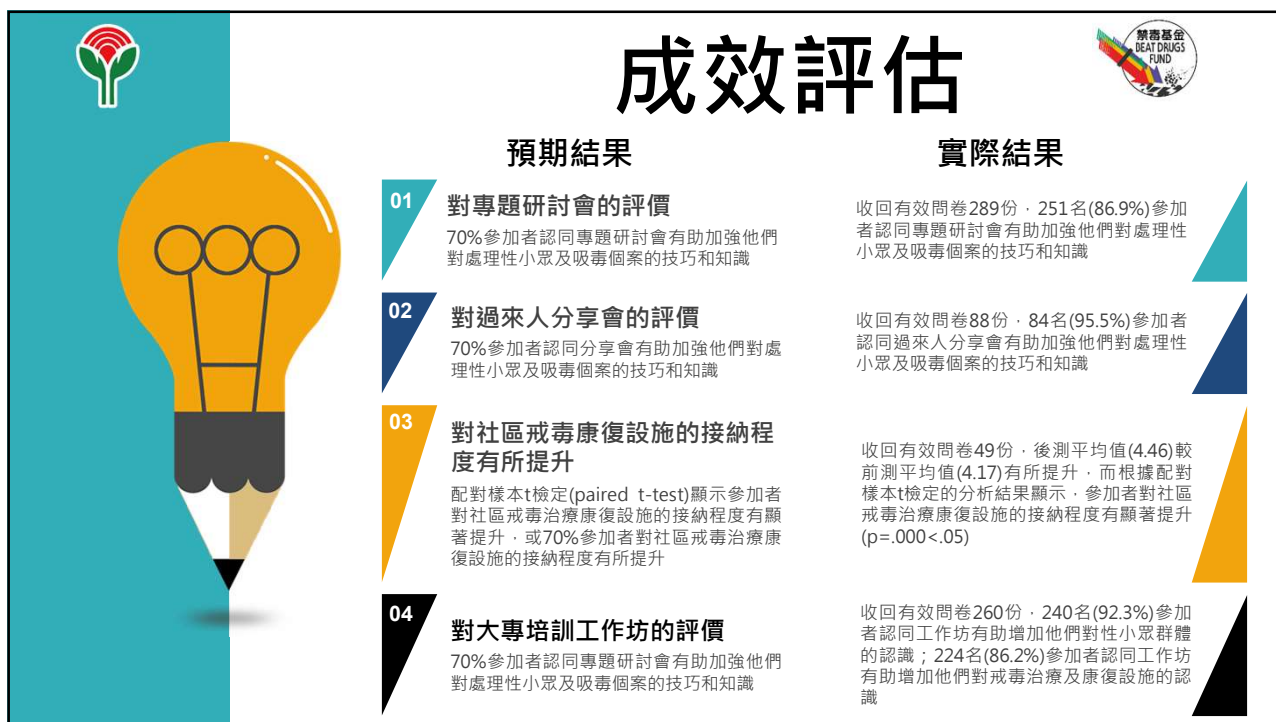 成效評估
禁毒基金
BEAT DRUGS
FUND
預期結果
實際結果
01
對專題研討會的評價
70%參加者認同專題研討會有助加強他們
對處理性小眾及吸毒個案的技巧和知識
收回有效問卷289份，251名(86.9%)參加
者認同專題研討會有助加強他們對處理性
小眾及吸毒個案的技巧和知識
02
對過來人分享會的評價
70%參加者認同分享會有助加強他們對處
理性小眾及吸毒個案的技巧和知識
收回有效問卷88份，84名(95.5%)參加者
認同過來人分享會有助加強他們對處理性
小眾及吸毒個案的技巧和知識
03
對社區戒毒康復設施的接納程
度有所提升
配對樣本t檢定(paired t-test)顯示參加者
對社區戒毒治療康復設施的接納程度有顯
著提升，或70%參加者對社區戒毒治療康
復設施的接納程度有所提升
收回有效問卷49份，後測平均值(4.46)較
前測平均值(4.17)有所提升，而根據配對
樣本t檢定的分析結果顯示，參加者對社區
戒毒治療康復設施的接納程度有顯著提升
(p=.000<.05)
04
對大專培訓工作坊的評價
70%參加者認同專題研討會有助加強他們
對處理性小眾及吸毒個案的技巧和知識
收回有效問卷260份，240名(92.3%)參加
者認同工作坊有助增加他們對性小眾群體
的認識；224名(86.2%)參加者認同工作坊
有助增加他們對戒毒治療及康復設施的認
識